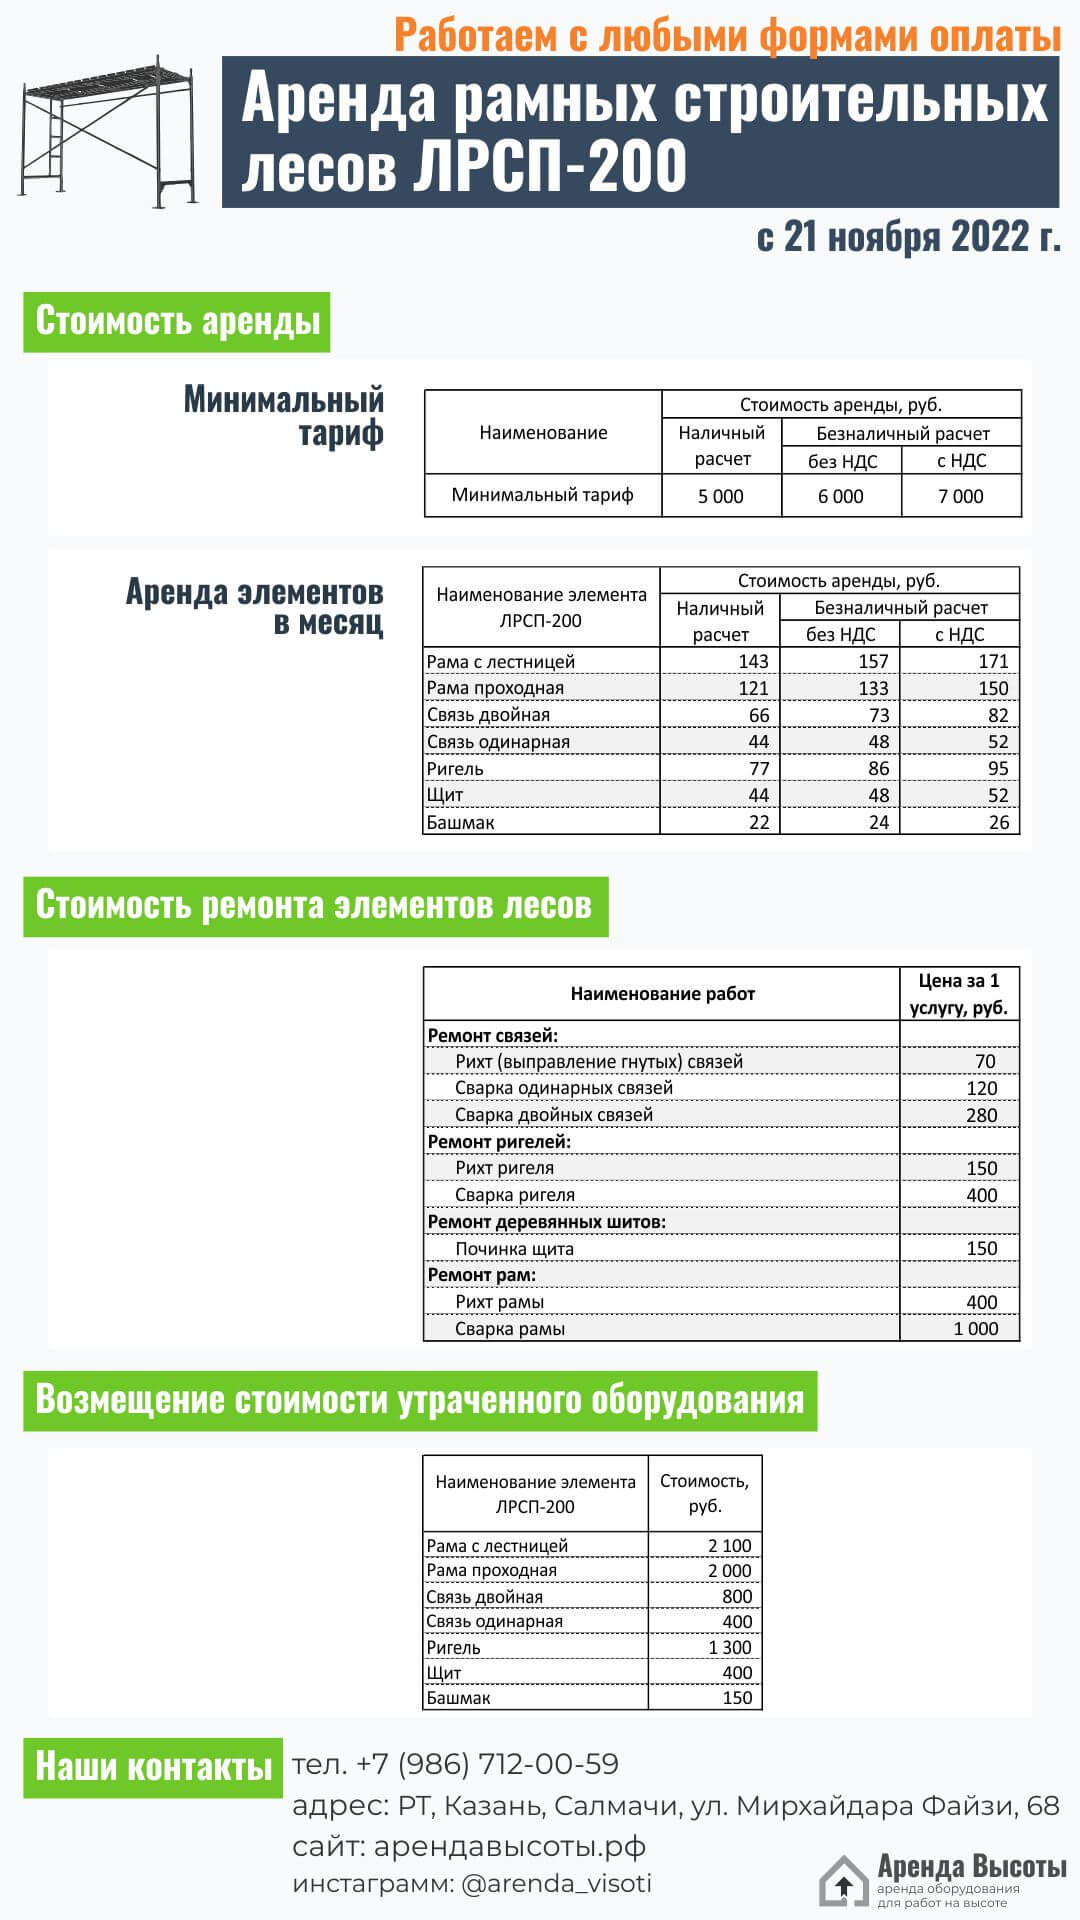 Работаем с любыми формами оплаты
Аренда рамных строительных
лесов ЛРСП-200
с 21 ноября 2022 г.
Стоимость аренды
Минимальный
тариф
Наименование
Стоимость аренды, руб.
Наличный расчет
Безналичный расчет
без НДС с НДС
Минимальный тариф 5 000 6 000 7 000
Аренда элементов
в месяц
Наименование элемента
ЛРСП-200
Стоимость аренды, руб.
Наличный расчет
Безналичный расчет
без НДС с НДС
Рама с лестницей 143 157 171
Рама проходная 121 133 150
Связь двойная 66 73 82
Связь одинарная 44 48 52
Ригель 77 86 95
Щит 44 48 52
Башмак 22 24 26
Стоимость ремонта элементов лесов
Наименование работ
Цена за 1
услугу, руб.
Ремонт связей:
Рихт (выправление гнутых) связей 70
Сварка одинарных связей 120
Сварка двойных связей 280
Ремонт ригелей:
Рихт ригеля 150
Сварка ригеля 400
Ремонт деревянных шитов:
Починка щита 150
Ремонт рам:
Рихт рамы 400
Сварка рамы 1 000
Возмещение стоимости утраченного оборудования
Наименование элемента
ЛРСП-200
Стоимость,
руб.
Рама с лестницей 2 100
Рама проходная 2 000
Связь двойная 800
Связь одинарная 400
Ригель 1 300
Щит 400
Башмак 150
Наши контакты
тел. +7 (986) 712-00-59
адрес: РТ, Казань, Салмачи, ул. Мирхайдара Файзи, 68
сайт: арендавысоты.рф
инстаграмм: @arenda_visoti
Аренда Высоты
аренда оборудования
для работ на высоте